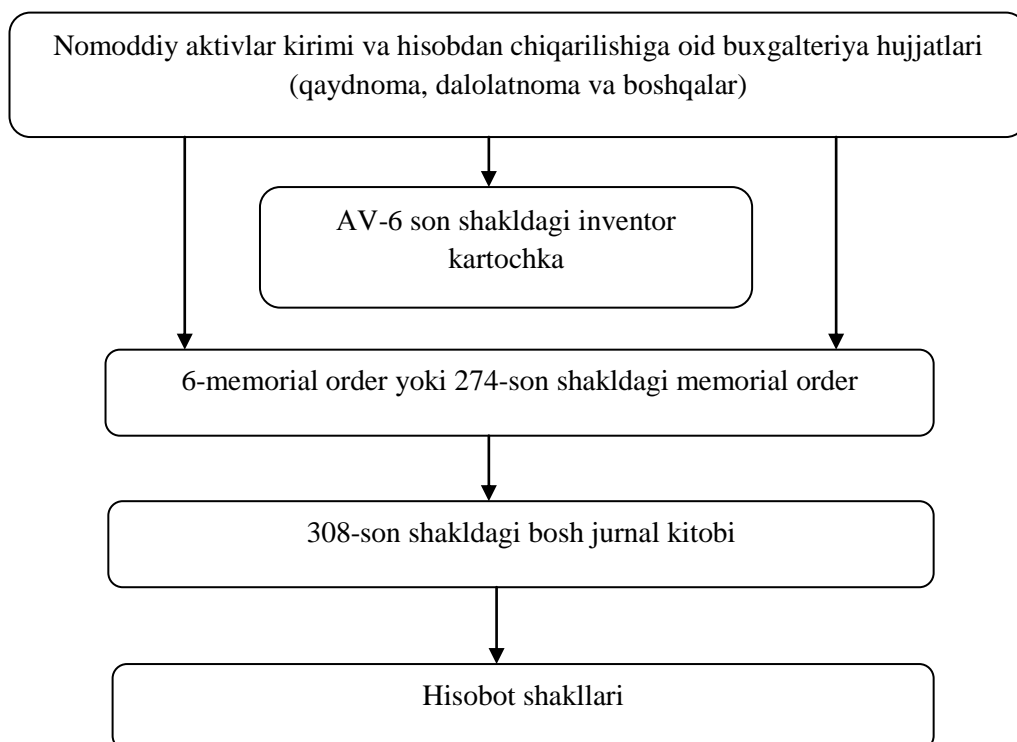 Nomoddiy aktivlar kirimi va hisobdan chiqarilishiga oid buxgalteriya hujjatlari
(qaydnoma, dalolatnoma va boshqalar)
AV-6 son shakldagi inventor
kartochka
6-memorial order yoki 274-son shakldagi memorial order
308-son shakldagi bosh jurnal kitobi
Hisobot shakllari